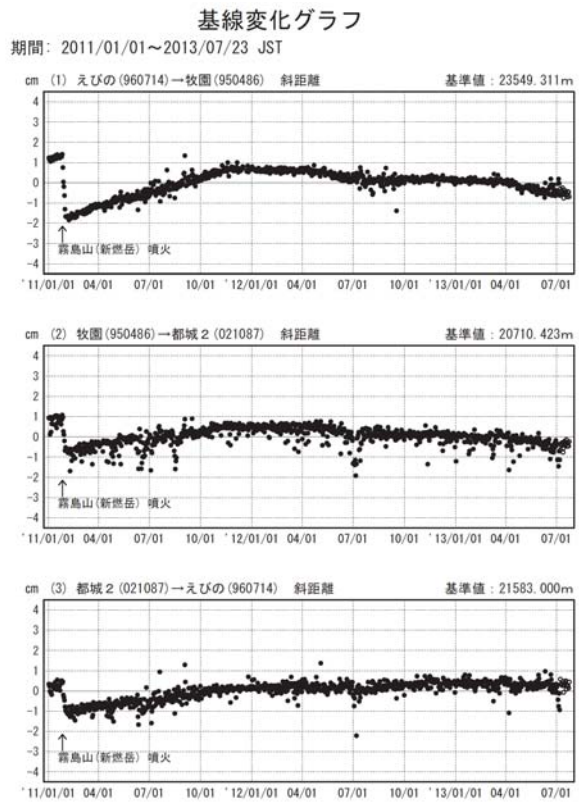 基線変化グラフ
期間: 2011/01/01～2013/07/23 JST
cm (1) えびの(960714)→牧園(950486) 斜距離 基準値：23549.311m
4
3
2
1
0
-1
-2
-3
-4
霧島山(新燃岳) 噴火
'11/01/01 04/01 07/01 10/01 '12/01/01 04/01 07/01 10/01 '13/01/01 04/01 07/01
cm (2) 牧園(950486)→都城２(021087) 斜距離 基準値：20710.423m
4
3
2
1
0
-1
-2
-3
-4
霧島山(新燃岳) 噴火
'11/01/01 04/01 07/01 10/01 '12/01/01 04/01 07/01 10/01 '13/01/01 04/01 07/01
cm (3) 都城２(021087)→えびの(960714) 斜距離 基準値：21583.000m
4
3
2
1
0
-1
-2
-3
-4
霧島山(新燃岳) 噴火
'11/01/01 04/01 07/01 10/01 '12/01/01 04/01 07/01 10/01 '13/01/01 04/01 07/01